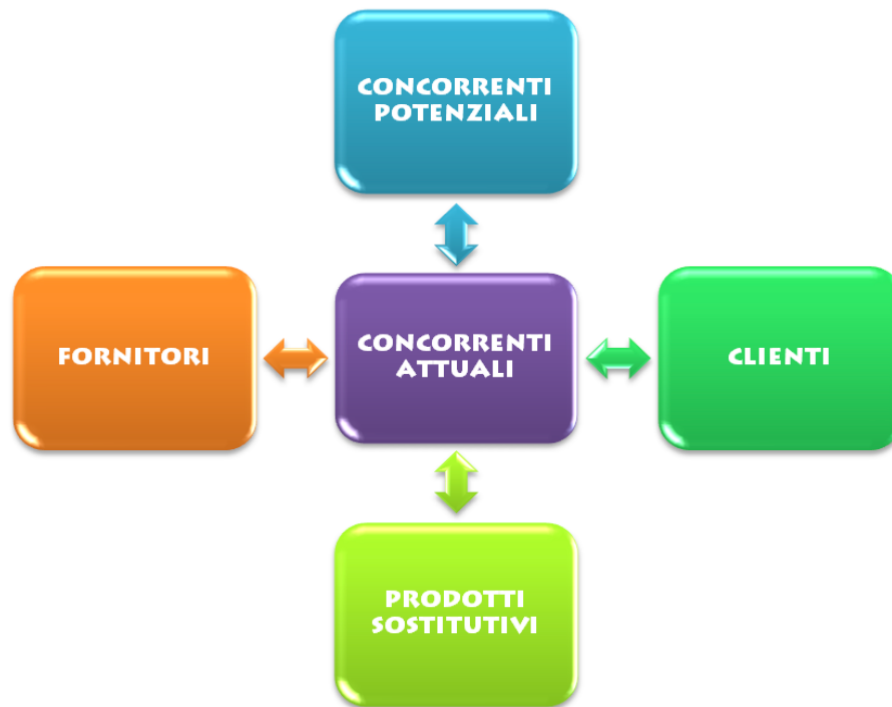 CONCORRENTI
POTENZIALI
FORNITORI
CONCORRENTI
ATTUALI
CLIENTI
PRODOTTI
SOSTITUTIVI